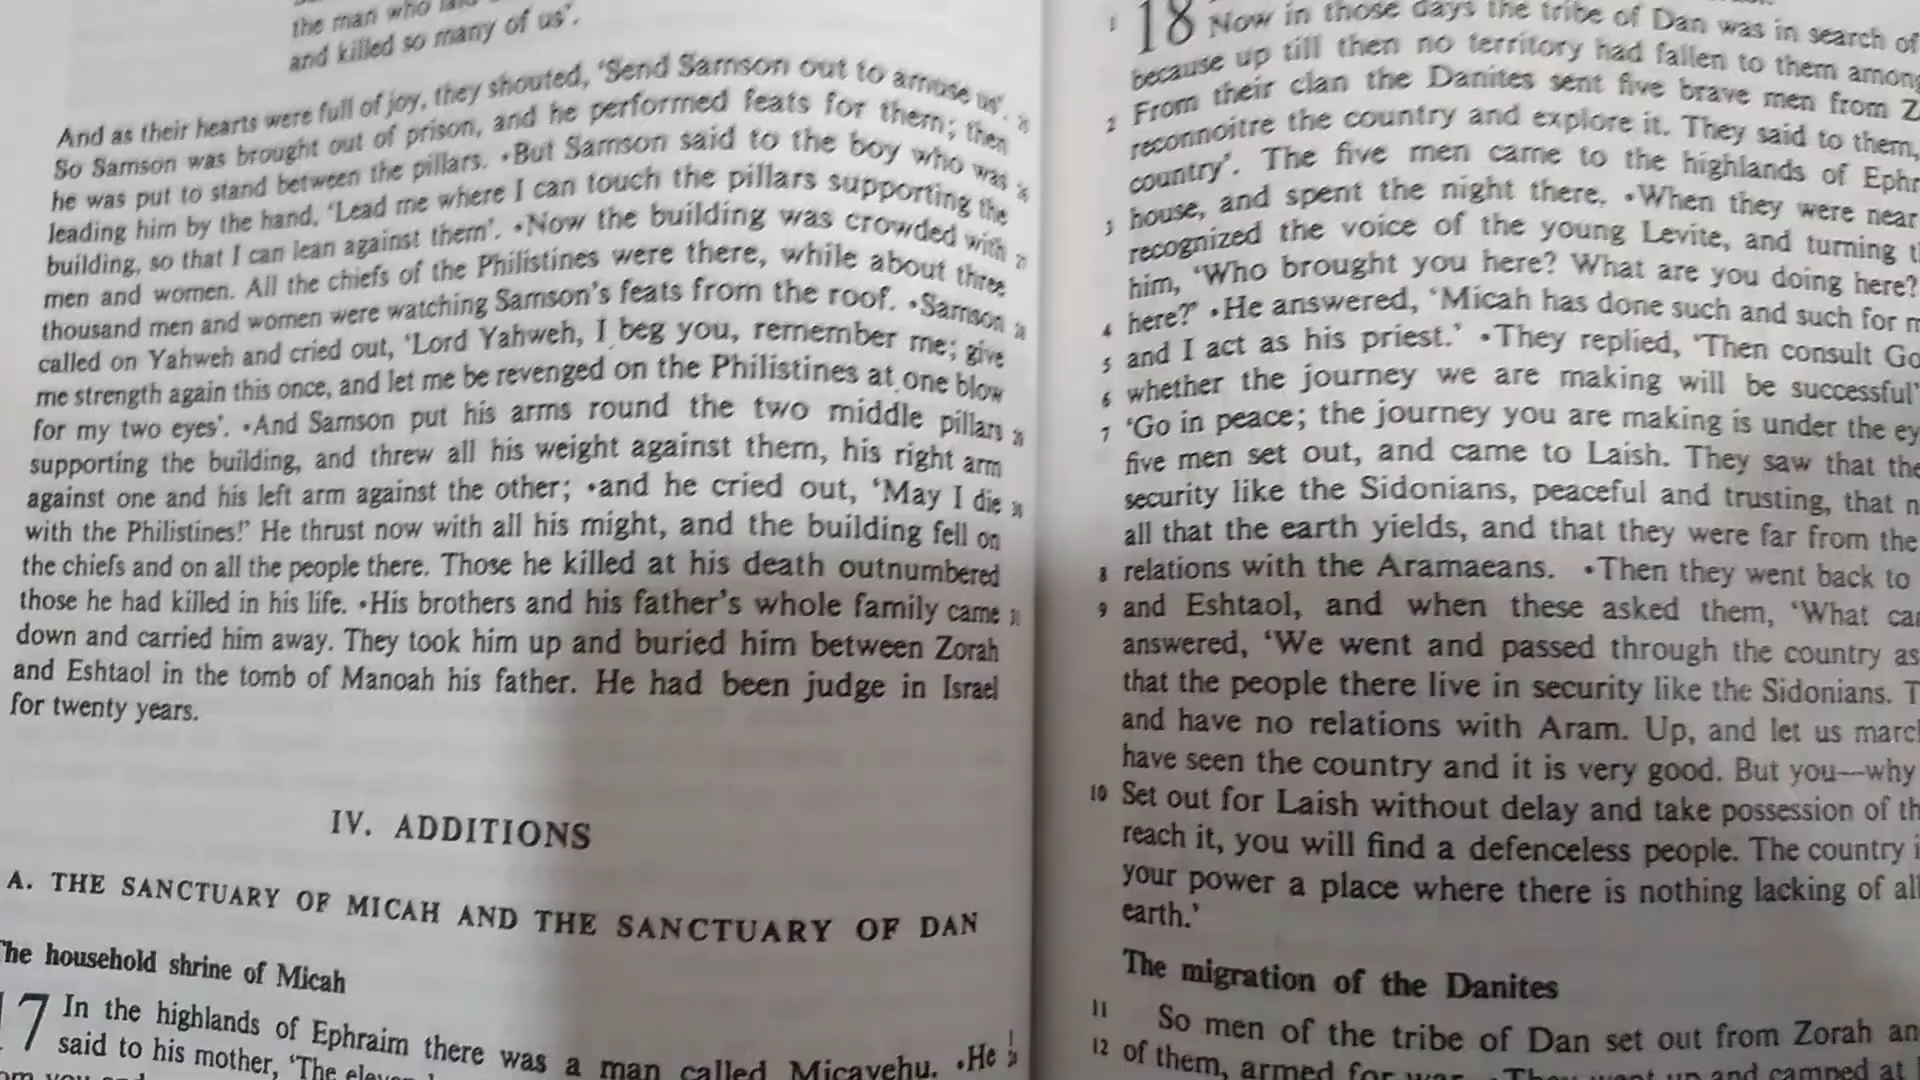 the man who
and killed so many of us'.
And as their hearts were full of joy, they shouted, 'Send Samson out to amuse us'. 25
So Samson was brought out of prison, and he performed feats for them; then
he was put to stand between the pillars. •But Samson said to the boy who was 26
leading him by the hand, 'Lead me where I can touch the pillars supporting the
building, so that I can lean against them'. •Now the building was crowded with 27
men and women. All the chiefs of the Philistines were there, while about three
thousand men and women were watching Samson's feats from the roof. •Samson 28
called on Yahweh and cried out, 'Lord Yahweh, I beg you, remember me; give
me strength again this once, and let me be revenged on the Philistines at one blow
for my two eyes'. •And Samson put his arms round the two middle pillars 29
supporting the building, and threw all his weight against them, his right arm
against one and his left arm against the other; •and he cried out, 'May I die 30
with the Philistines!' He thrust now with all his might, and the building fell on
the chiefs and on all the people there. Those he killed at his death outnumbered
those he had killed in his life. •His brothers and his father's whole family came 31
down and carried him away. They took him up and buried him between Zorah
and Eshtaol in the tomb of Manoah his father. He had been judge in Israel
for twenty years.
IV. ADDITIONS
A. THE SANCTUARY OF MICAH AND THE SANCTUARY OF DAN
The household shrine of Micah
17 In the highlands of Ephraim there was a man called Micayehu. •He 1 2
said to his mother, 'The
1 18 Now in those days the tribe of Dan was in search of
because up till then no territory had fallen to them among
2 From their clan the Danites sent five brave men from Z
reconnoitre the country and explore it. They said to them,
country'. The five men came to the highlands of Ephr
house, and spent the night there. •When they were near
3 recognized the voice of the young Levite, and turning t
him, 'Who brought you here? What are you doing here?
4 here?' •He answered, 'Micah has done such and such for m
5 and I act as his priest.' •They replied, 'Then consult Go
6 whether the journey we are making will be successful'
7 'Go in peace; the journey you are making is under the ey
five men set out, and came to Laish. They saw that the
security like the Sidonians, peaceful and trusting, that n
all that the earth yields, and that they were far from the
8 relations with the Aramaeans. •Then they went back to
9 and Eshtaol, and when these asked them, 'What can
answered, 'We went and passed through the country as
that the people there live in security like the Sidonians. T
and have no relations with Aram. Up, and let us marc
have seen the country and it is very good. But you—why
10 Set out for Laish without delay and take possession of th
reach it, you will find a defenceless people. The country i
your power a place where there is nothing lacking of all
earth.'
The migration of the Danites
11 So men of the tribe of Dan set out from Zorah an
12 of them, armed for war. •They went up and camped at